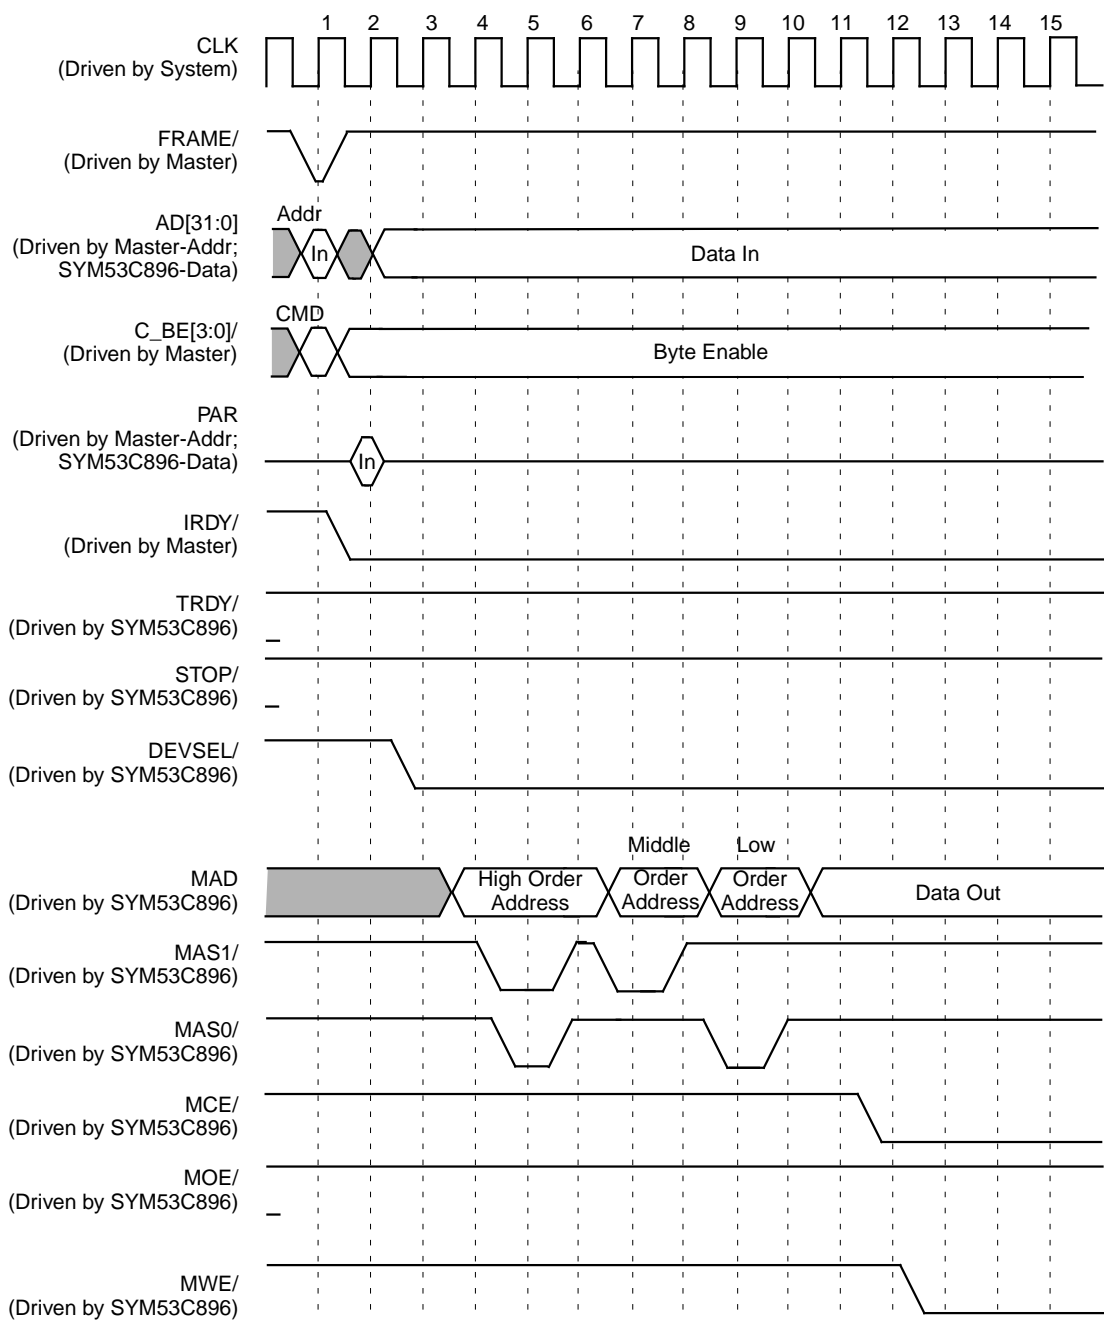 1 2 3 4 5 6 7 8 9 10 11 12 13 14 15
CLK
(Driven by System)
FRAME/
(Driven by Master)
Addr
AD[31:0]
(Driven by Master-Addr;
SYM53C896-Data)
In
Data In
CMD
C_BE[3:0]/
(Driven by Master)
Byte Enable
PAR
(Driven by Master-Addr;
SYM53C896-Data)
In
IRDY/
(Driven by Master)
TRDY/
(Driven by SYM53C896)
STOP/
(Driven by SYM53C896)
DEVSEL/
(Driven by SYM53C896)
MAD
(Driven by SYM53C896)
High Order
Address
Middle
Order
Address
Low
Order
Address
Data Out
MAS1/
(Driven by SYM53C896)
MAS0/
(Driven by SYM53C896)
MCE/
(Driven by SYM53C896)
MOE/
(Driven by SYM53C896)
MWE/
(Driven by SYM53C896)